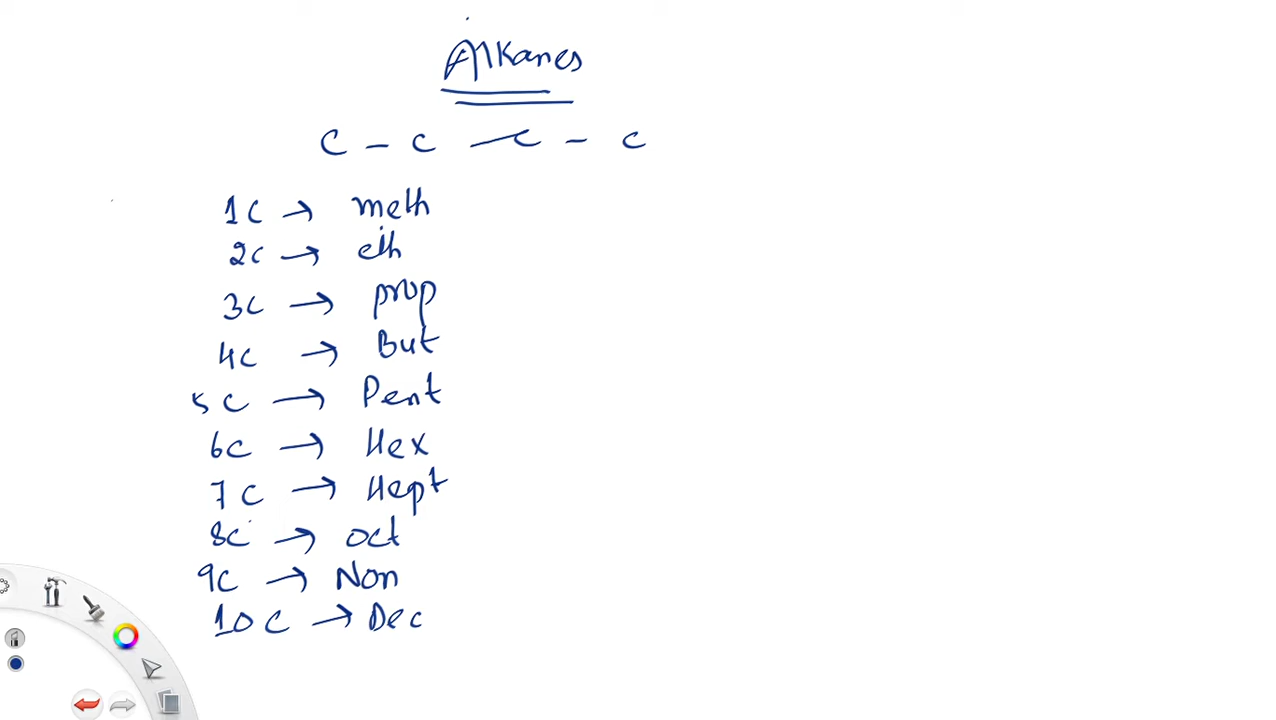 Alkanes
C - C - C - C
1C → meth
2C → eth
3C → prop
4C → But
5C → Pent
6C → Hex
7C → Hept
8C → oct
9C → Non
10C → Dec